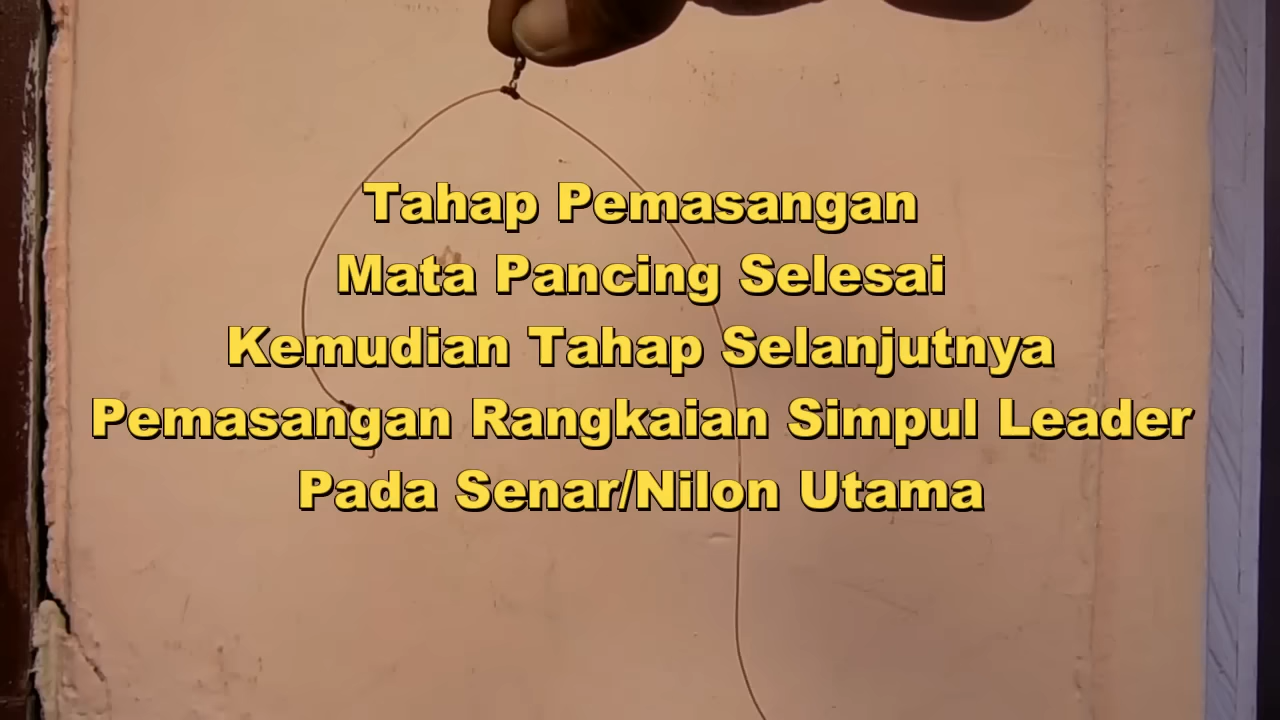 Tahap Pemasangan
Mata Pancing Selesai
Kemudian Tahap Selanjutnya
Pemasangan Rangkaian Simpul Leader
Pada Senar/Nilon Utama